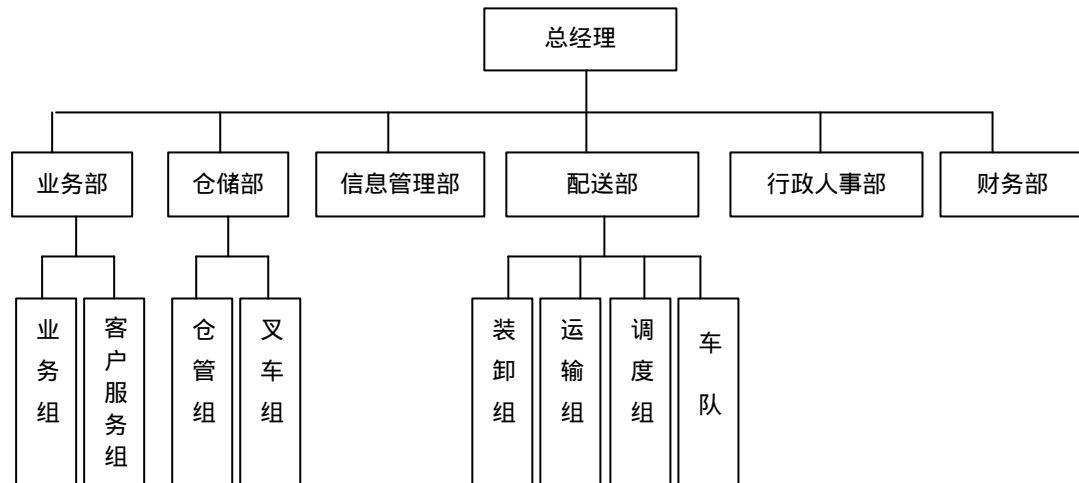 总经理
业务部
仓储部
信息管理部
配送部
行政人事部
财务部
业务组
客户服务组
仓管组
叉车组
装卸组
运输组
调度组
车队